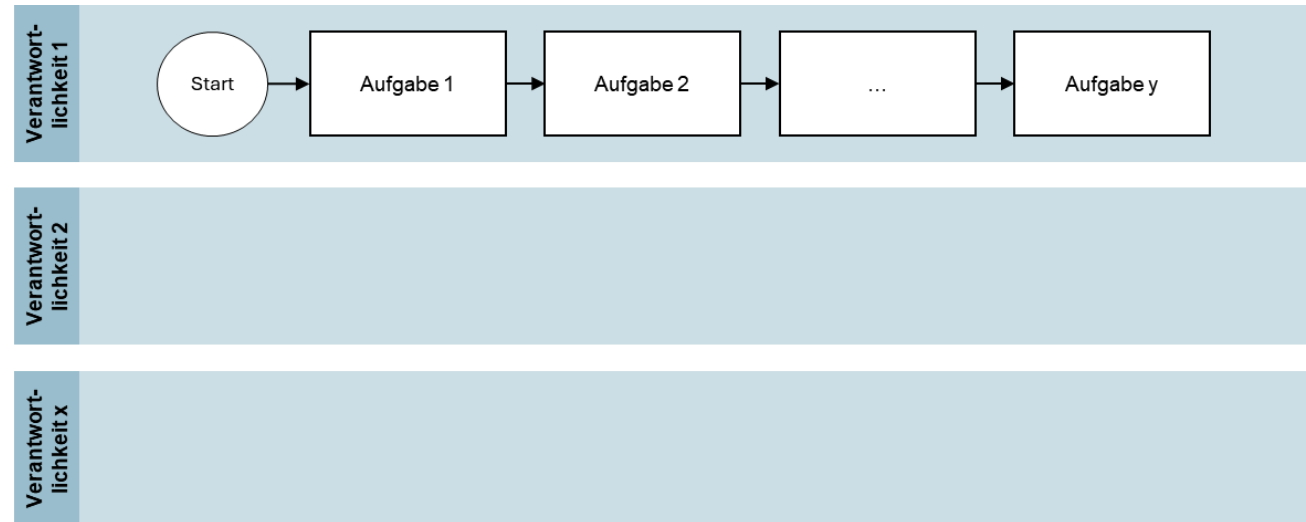 Verantwort-
lichkeit 1
Start
Aufgabe 1
Aufgabe 2
...
Aufgabe y
Verantwort-
lichkeit 2
Verantwort-
lichkeit x